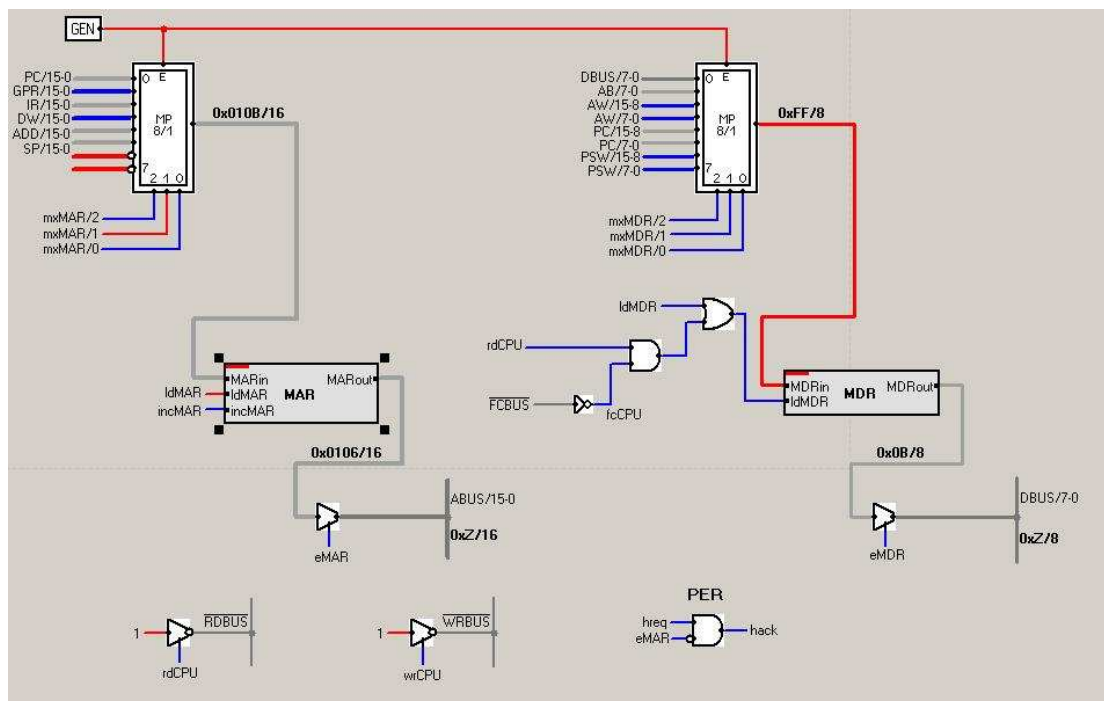 GEN
PC/15-0
GPR/15-0
IR/15-0
DW/15-0
ADD/15-0
SP/15-0
0 E
MP
8/1
7
2 1 0
0x010B/16
mxMAR/2
mxMAR/1
mxMAR/0
DBUS/7-0
AB/7-0
AW/15-8
AW/7-0
PC/15-8
PC/7-0
PSW/15-8
PSW/7-0
0 E
MP
8/1
7
2 1 0
0xFF/8
mxMDR/2
mxMDR/1
mxMDR/0
ldMDR
rdCPU
FCBUS
fcCPU
ldMAR
incMAR
MARin
ldMAR
incMAR
MAR
MARout
MDRin
ldMDR
MDR
MDRout
0x0106/16
0x0B/8
ABUS/15-0
0xZ/16
eMAR
DBUS/7-0
0xZ/8
eMDR
1
RDBUS
rdCPU
1
WRBUS
wrCPU
PER
hreq
eMAR
hack